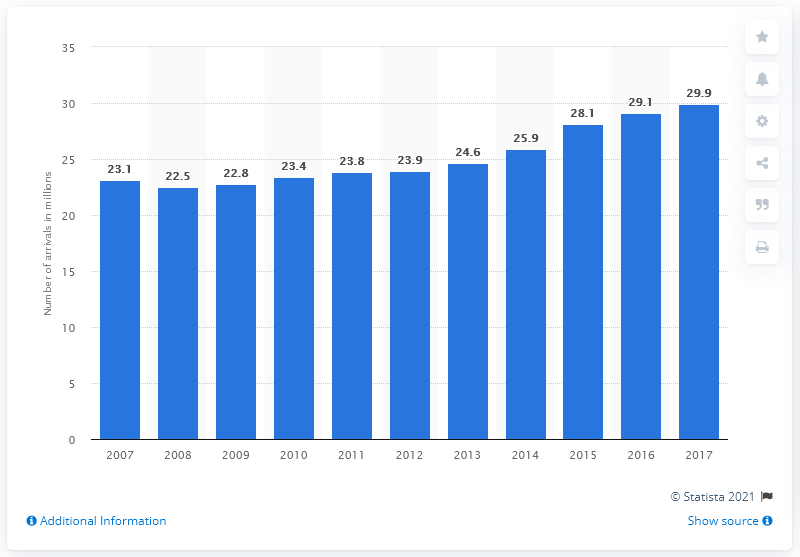 35
30
25
20
15
10
5
0
Number of arrivals in millions
23.1 22.5 22.8 23.4 23.8 23.9 24.6 25.9 28.1 29.1 29.9
2007 2008 2009 2010 2011 2012 2013 2014 2015 2016 2017
© Statista 2021
Additional Information Show source